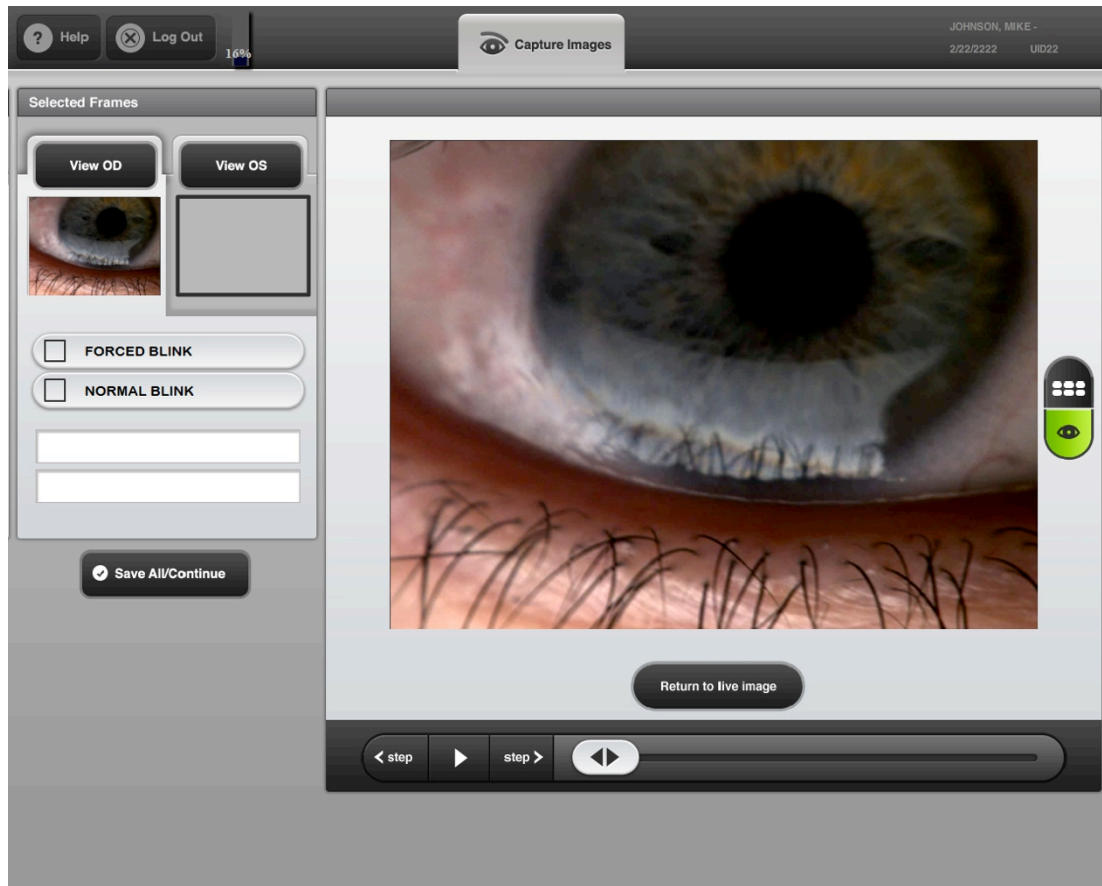 Help
Log Out
16%
Capture Images
JOHNSON, MIKE -
2/22/2222 UID22
Selected Frames
View OD
View OS
FORCED BLINK
NORMAL BLINK
Save All/Continue
Return to live image
< step
step >